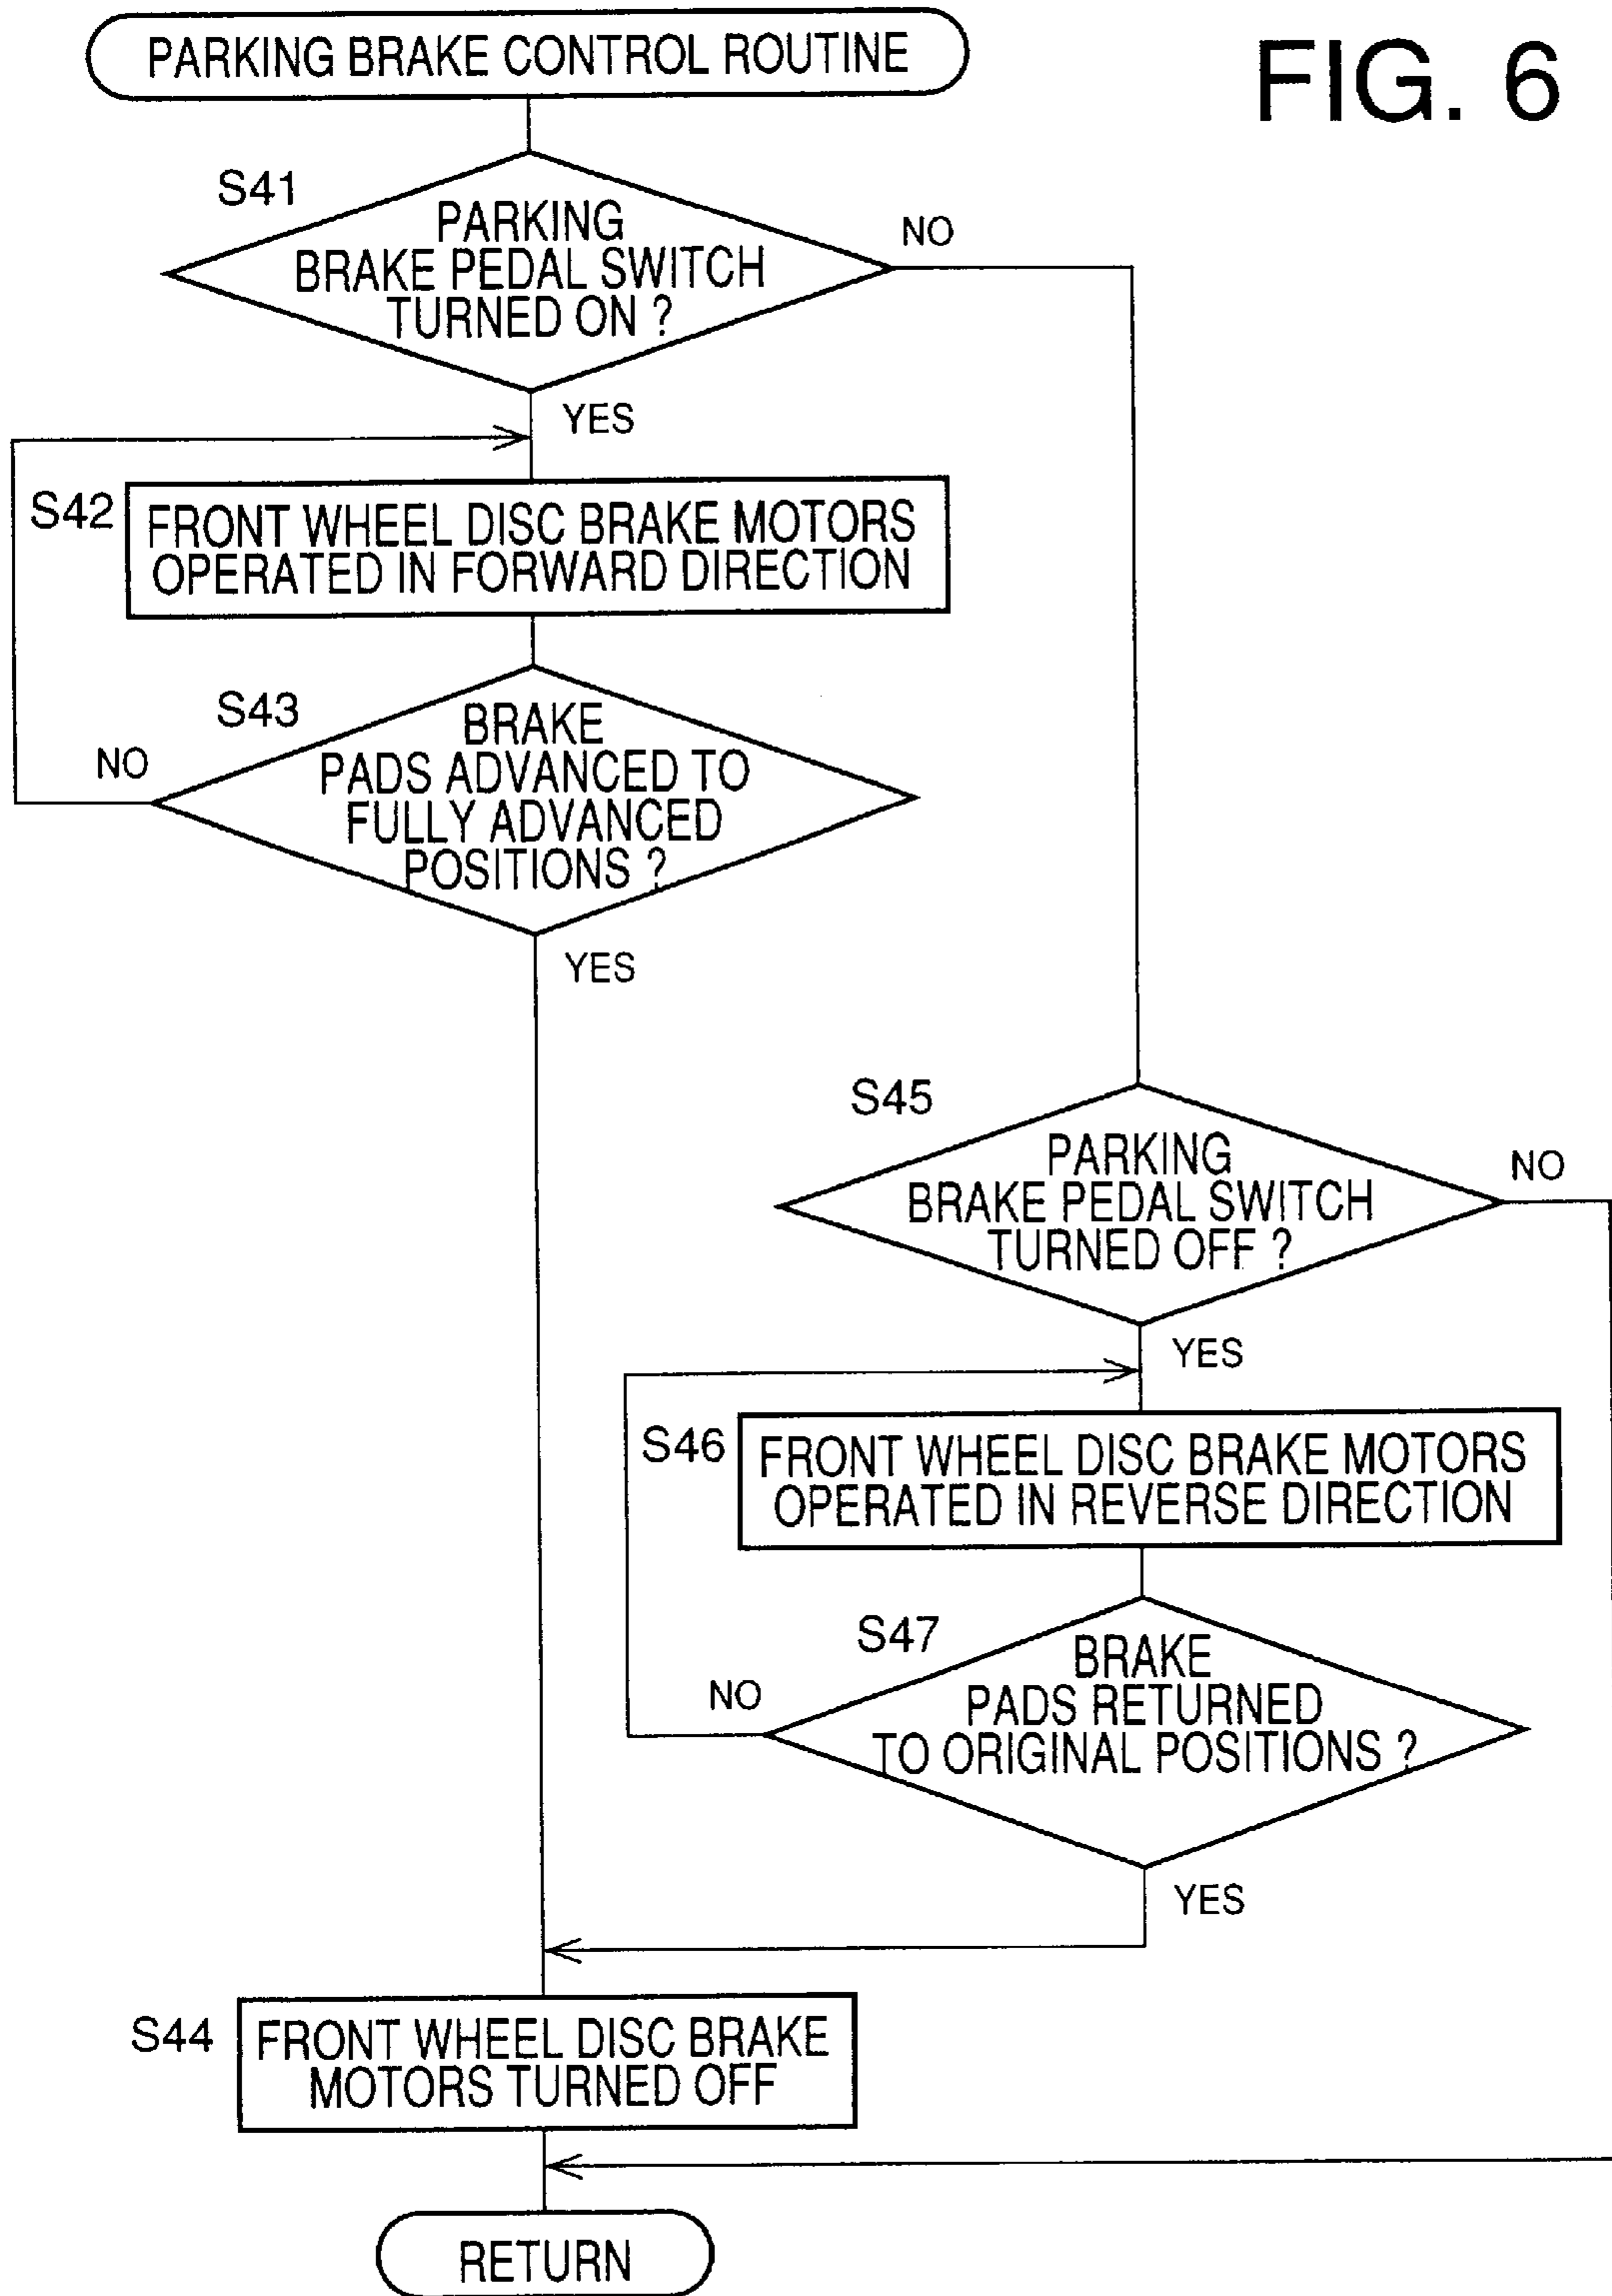 PARKING BRAKE CONTROL ROUTINE
FIG. 6
S41
PARKING
BRAKE PEDAL SWITCH
TURNED ON ?
NO
YES
S42
FRONT WHEEL DISC BRAKE MOTORS
OPERATED IN FORWARD DIRECTION
S43
BRAKE
PADS ADVANCED TO
FULLY ADVANCED
POSITIONS ?
NO
YES
S45
PARKING
BRAKE PEDAL SWITCH
TURNED OFF ?
NO
YES
S46
FRONT WHEEL DISC BRAKE MOTORS
OPERATED IN REVERSE DIRECTION
S47
BRAKE
PADS RETURNED
TO ORIGINAL POSITIONS ?
NO
YES
S44
FRONT WHEEL DISC BRAKE
MOTORS TURNED OFF
RETURN